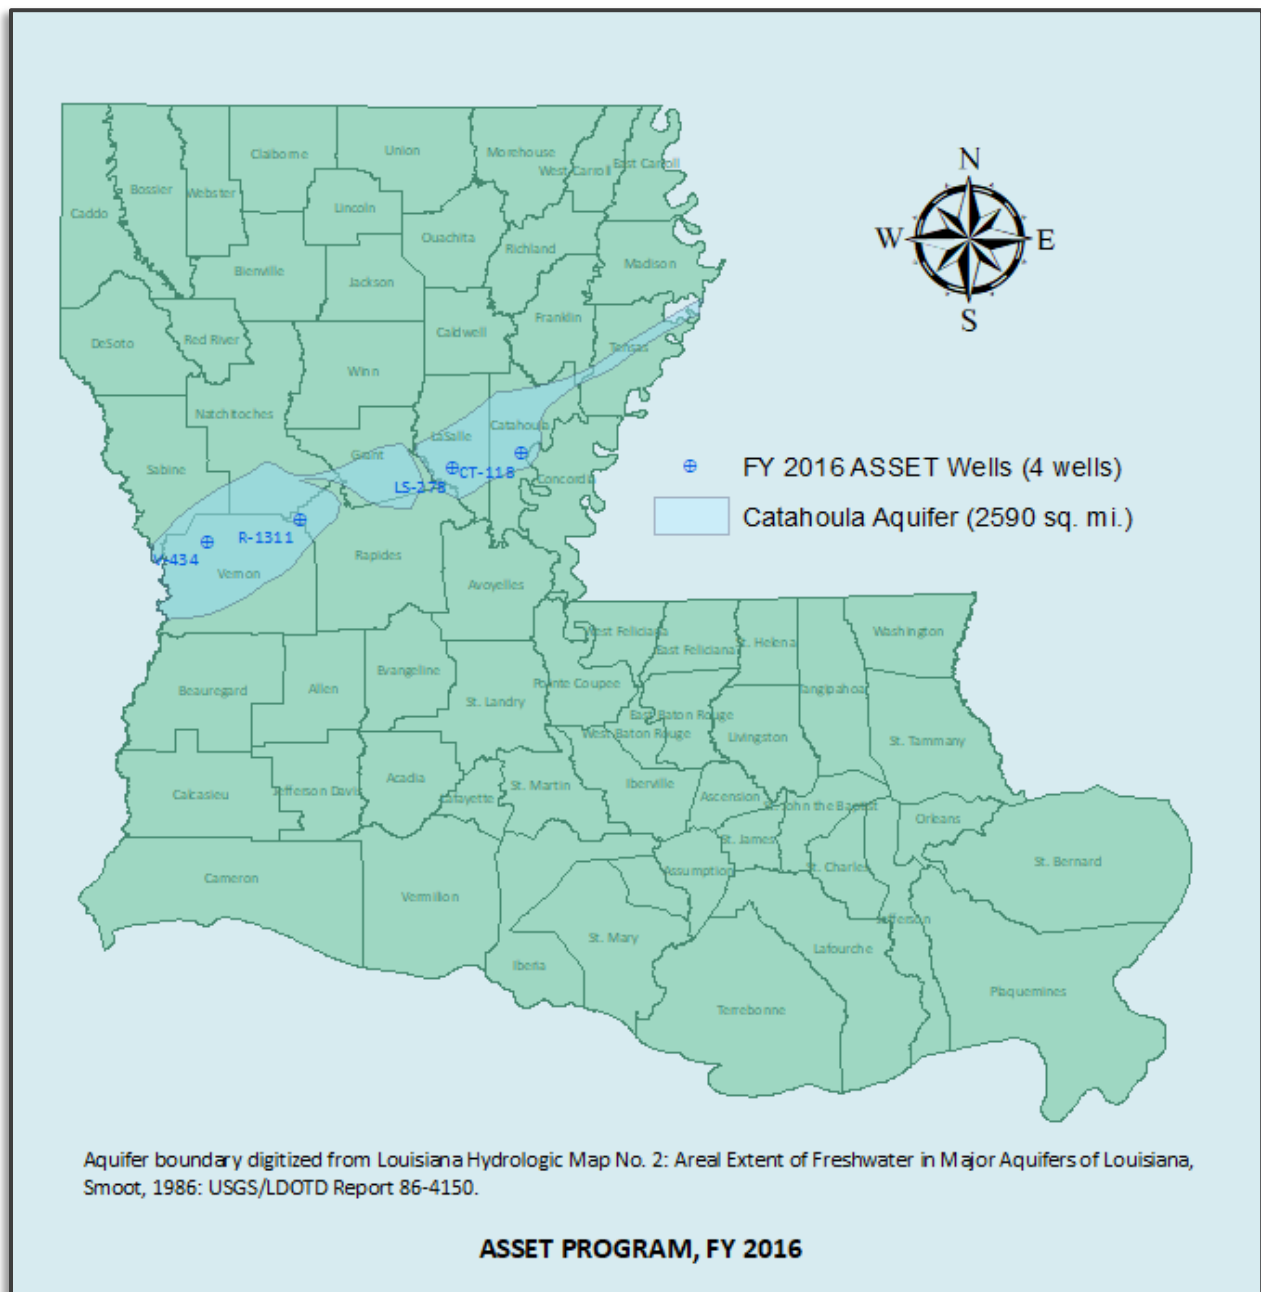 N
W
E
S
Claiborne
Union
Morehouse
West Carroll
East Carroll
Bossier
Webster
Caddo
Lincoln
Ouachita
Richland
Madison
Bienville
Jackson
Franklin
Caldwell
DeSoto
Red River
Tensas
Winn
Natchitoches
Catahoula
LaSalle
Grant
Sabine
Concordia
CT-118
LS-278
R-1311
V-434
Vernon
Rapides
Avoyelles
FY 2016 ASSET Wells (4 wells)
Catahoula Aquifer (2590 sq. mi.)
West Feliciana
East Feliciana
St. Helena
Washington
Tangipahoa
Evangeline
Pointe Coupee
Beauregard
Allen
St. Landry
East Baton Rouge
West Baton Rouge
Livingston
St. Tammany
Calcasieu
Jefferson Davis
Acadia
Lafayette
St. Martin
Iberville
Ascension
St. John the Baptist
Orleans
St. James
St. Bernard
Cameron
Vermilion
Assumption
St. Charles
Jefferson
St. Mary
Lafourche
Iberia
Plaquemines
Terrebonne
Aquifer boundary digitized from Louisiana Hydrologic Map No. 2: Areal Extent of Freshwater in Major Aquifers of Louisiana,
Smoot, 1986: USGS/LDOTD Report 86-4150.
ASSET PROGRAM, FY 2016